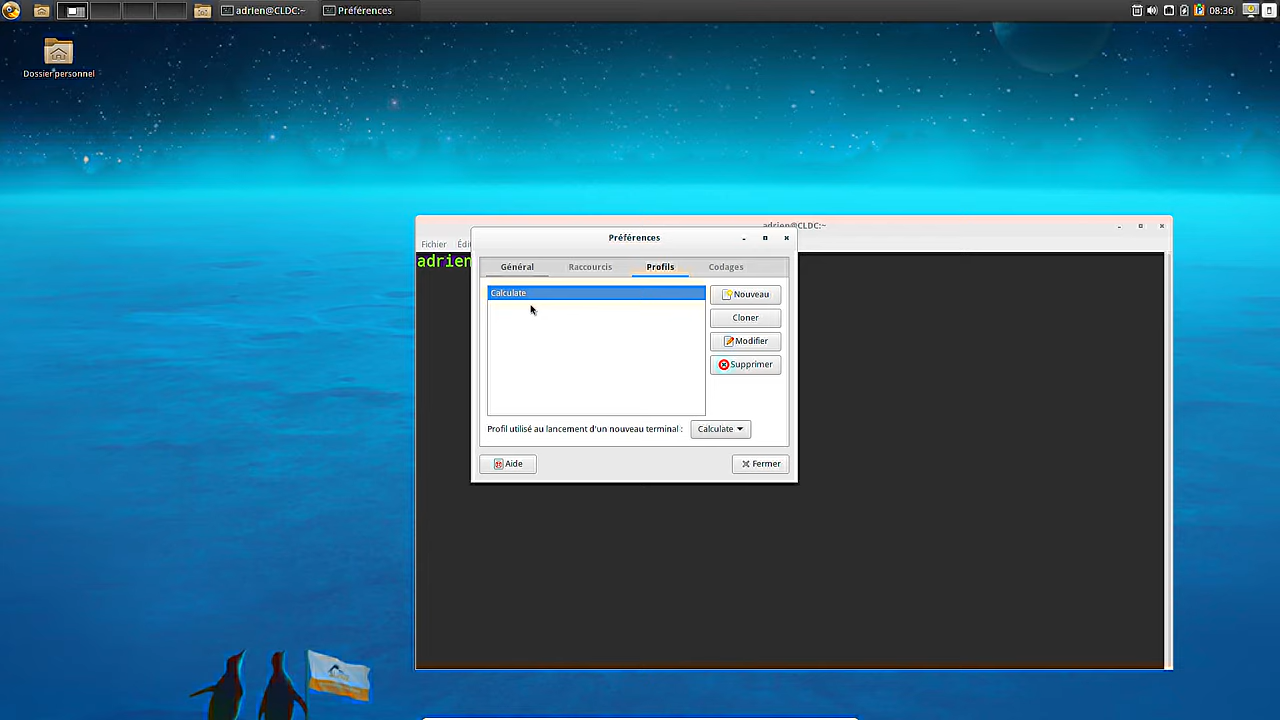 adrien@CLDC:~
Préférences
08:36
Dossier personnel
adrien@CLDC:~
Fichier
Édi
adrien
Préférences
Général
Raccourcis
Profils
Codages
Calculate
Nouveau
Cloner
Modifier
Supprimer
Profil utilisé au lancement d'un nouveau terminal :
Calculate
Aide
Fermer